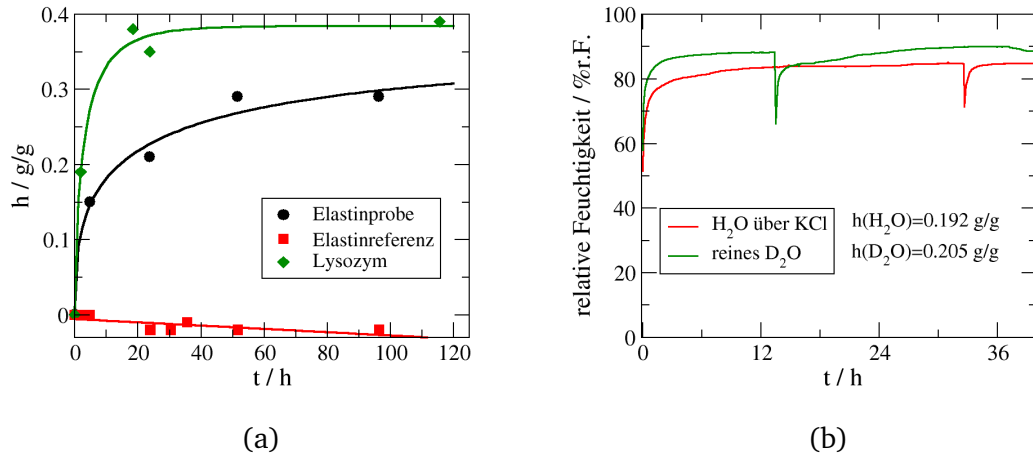 h / g/g
0.4
0.3
0.2
0.1
0
0 20 40 60 80 100 120
t / h
Elastinprobe
Elastinreferenz
Lysozym
(a)
relative Feuchtigkeit / %r.F.
100
80
60
40
20
0
0 12 24 36
t / h
H₂O über KCl h(H₂O)=0.192 g/g
reines D₂O h(D₂O)=0.205 g/g
(b)